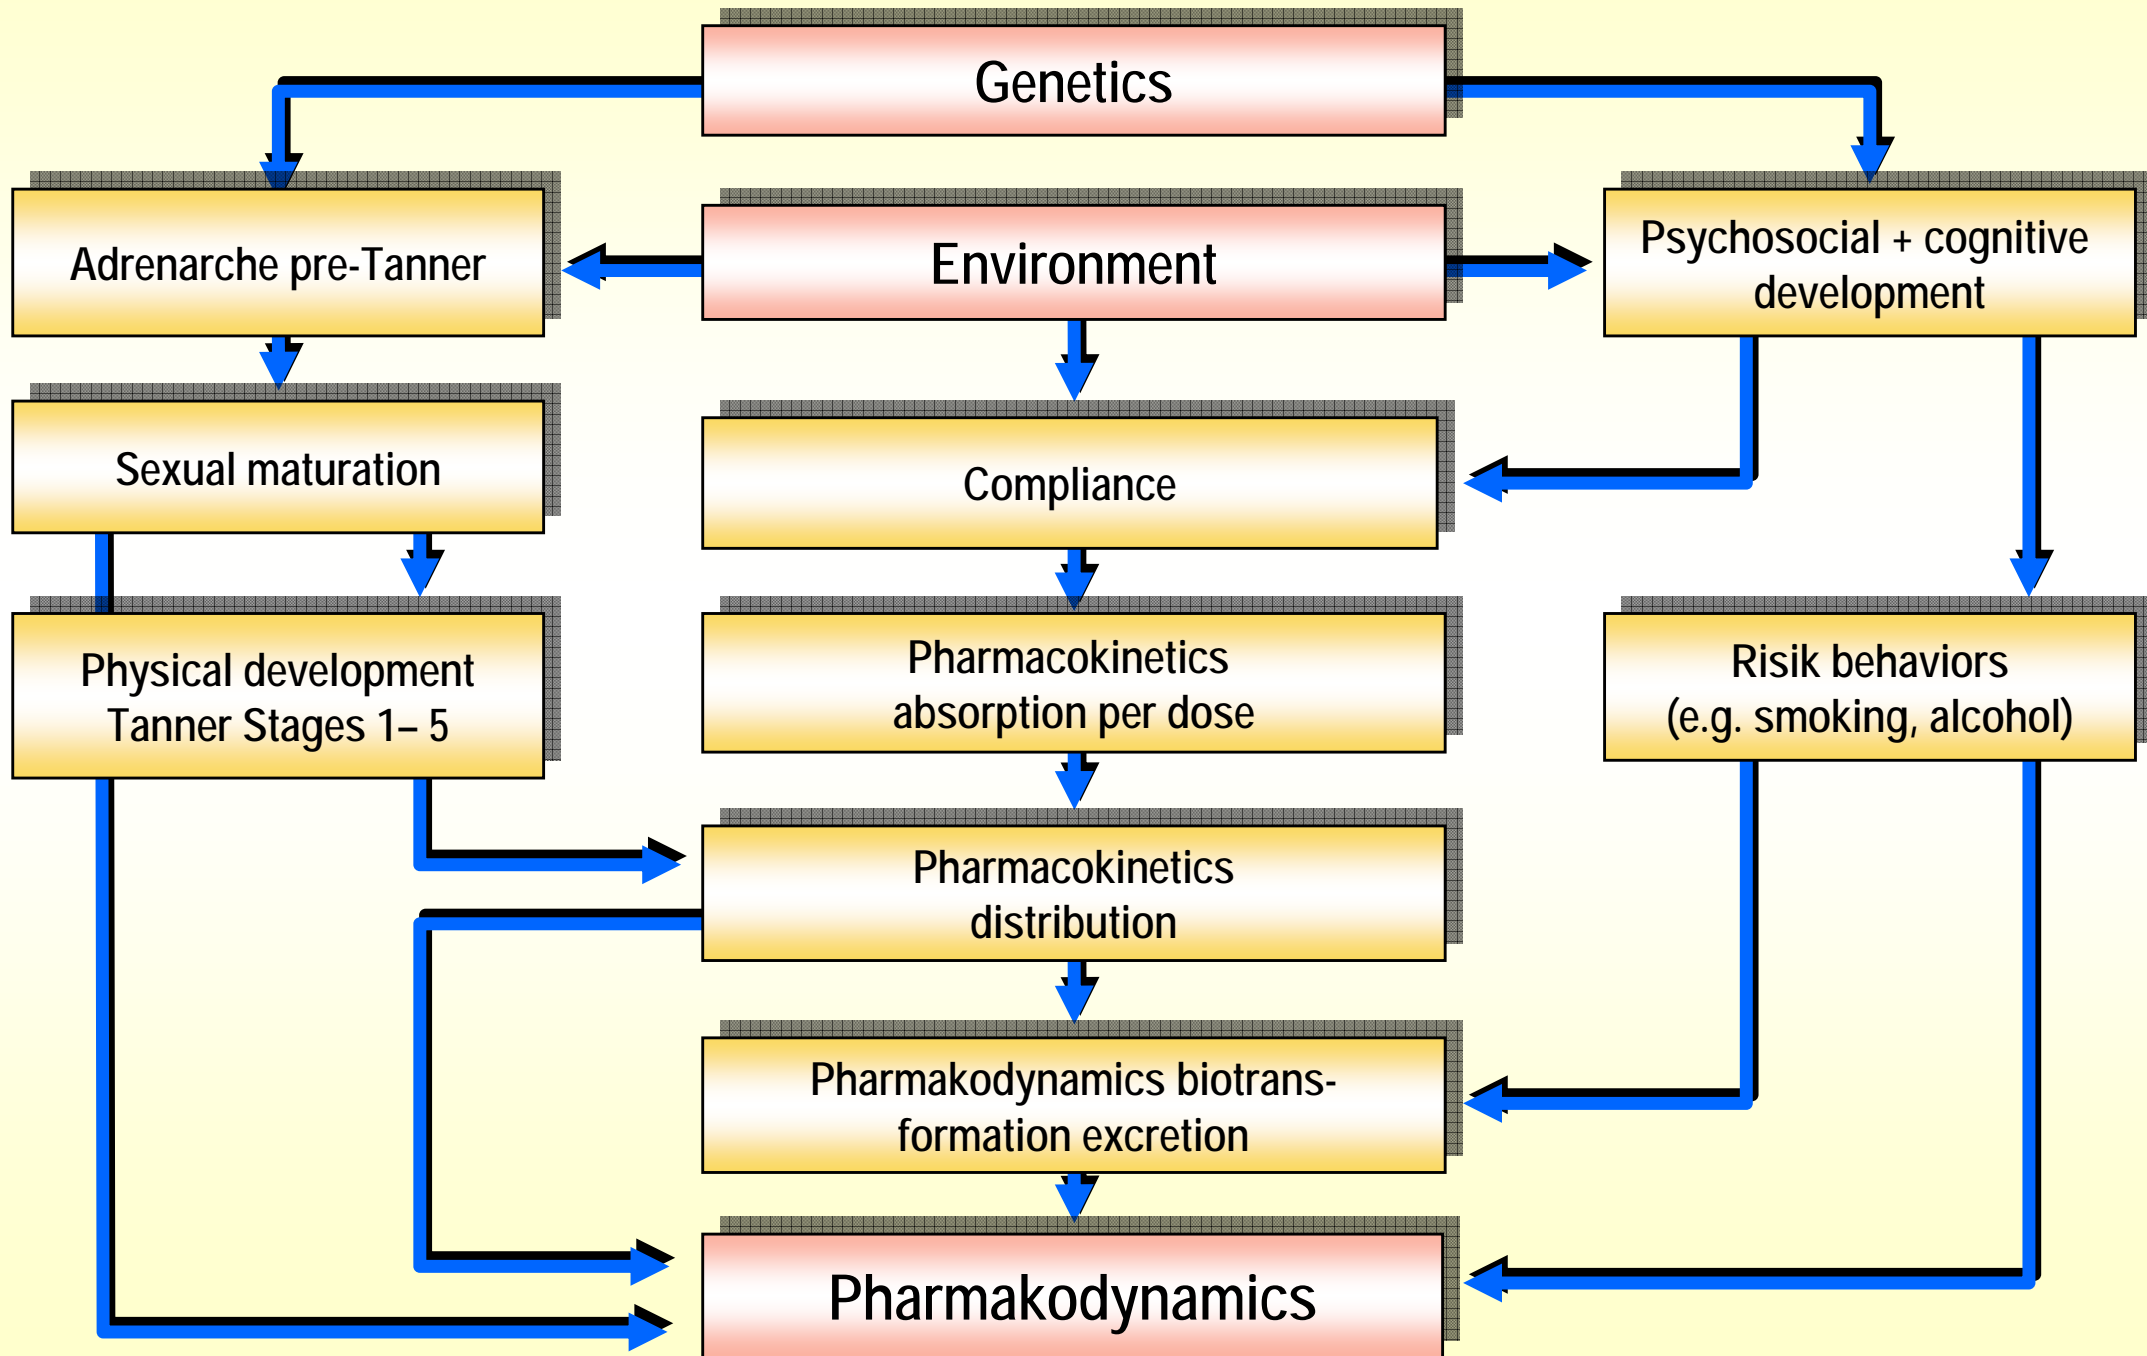 Genetics
Adrenarche pre-Tanner
Environment
Psychosocial + cognitive
development
Sexual maturation
Compliance
Physical development
Tanner Stages 1– 5
Pharmacokinetics
absorption per dose
Risik behaviors
(e.g. smoking, alcohol)
Pharmacokinetics
distribution
Pharmakodynamics biotrans-
formation excretion
Pharmakodynamics